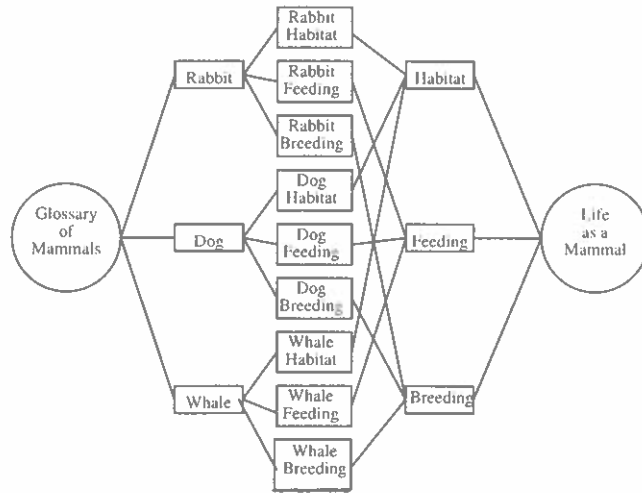 Glossary
of
Mammals
Rabbit
Dog
Whale
Rabbit
Habitat
Rabbit
Feeding
Rabbit
Breeding
Dog
Habitat
Dog
Feeding
Dog
Breeding
Whale
Habitat
Whale
Feeding
Whale
Breeding
Habitat
Feeding
Breeding
Life
as a
Mammal